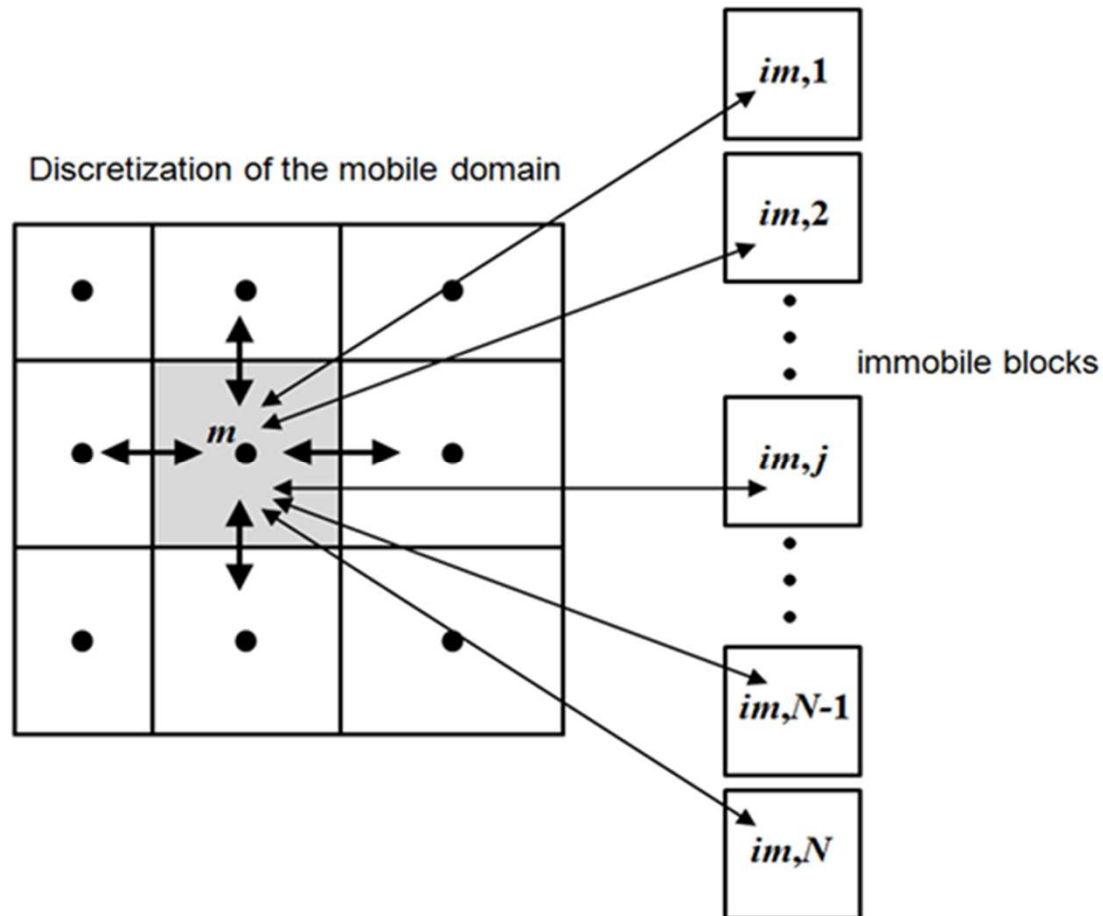 im,1
Discretization of the mobile domain
im,2
immobile blocks
m
im,j
im,N-1
im,N